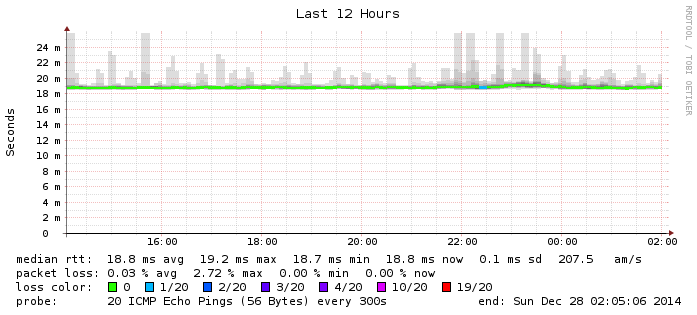 Last 12 Hours
RRDTOOL / TOBI OETIKER
Seconds
24 m
22 m
20 m
18 m
16 m
14 m
12 m
10 m
8 m
6 m
4 m
2 m
0
16:00 18:00 20:00 22:00 00:00 02:00
median rtt: 18.8 ms avg 19.2 ms max 18.7 ms min 18.8 ms now 0.1 ms sd 207.5 am/s
packet loss: 0.03 % avg 2.72 % max 0.00 % min 0.00 % now
loss color: 0 1/20 2/20 3/20 4/20 10/20 19/20
probe: 20 ICMP Echo Pings (56 Bytes) every 300s end: Sun Dec 28 02:05:06 2014